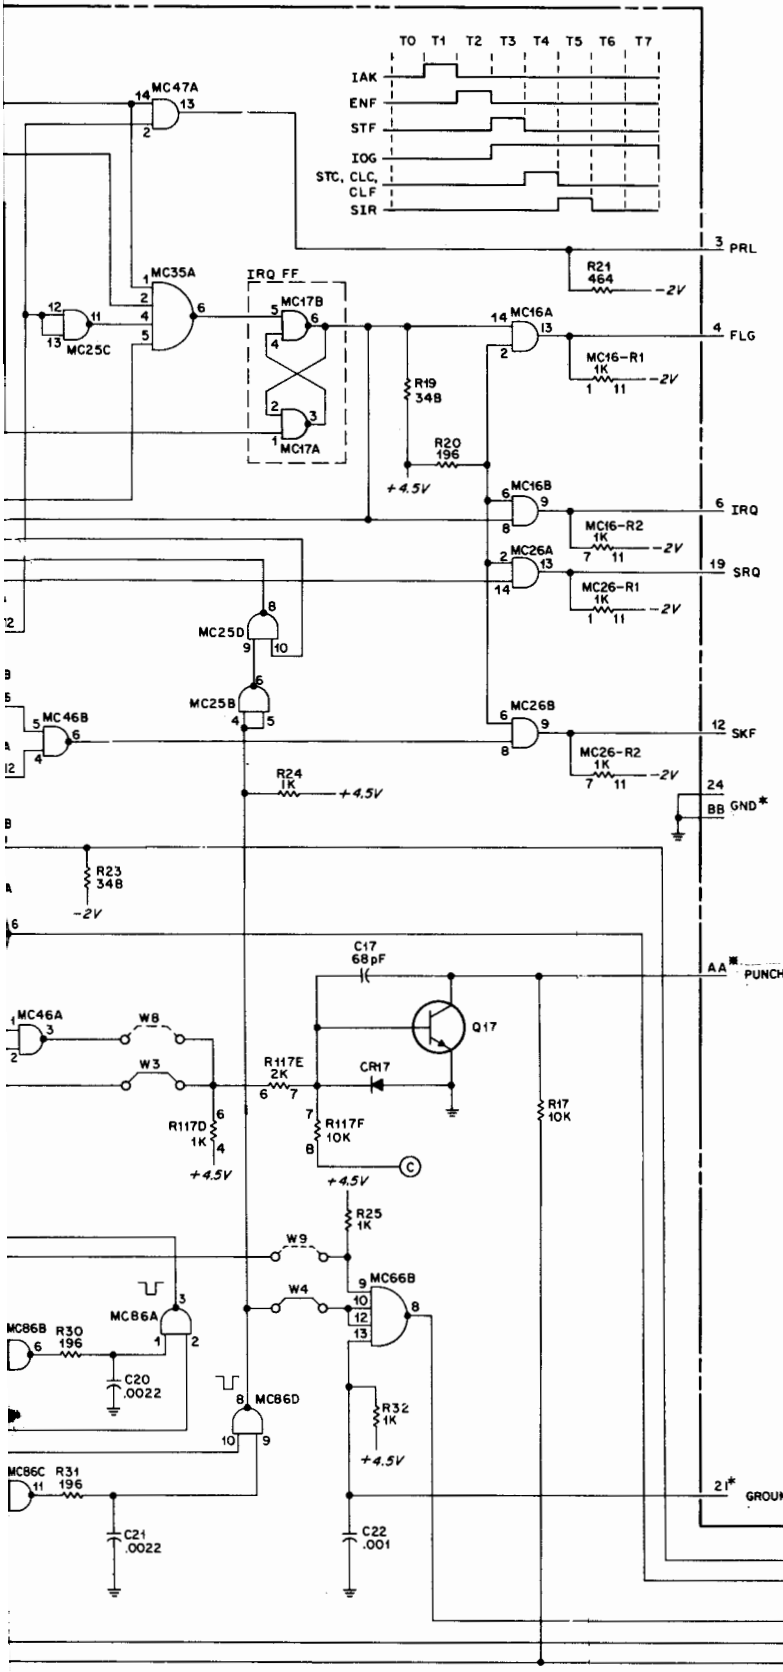 T0 T1 T2 T3 T4 T5 T6 T7
IAK
ENF
STF
IOG
STC, CLC,
CLF
SIR
MC47A
14
13
2
3
PRL
R21
464
-2V
MC35A
1
2
4
5
6
12
11
13
MC25C
IRQ FF
MC17B
5
6
4
2
3
1
MC17A
MC16A
14
13
2
4
FLG
MC16-R1
1K
1
11
-2V
R19
348
R20
196
+4.5V
MC16B
6
9
8
6
IRQ
MC16-R2
1K
7
11
-2V
MC26A
2
13
14
19
SRQ
MC26-R1
1K
1
11
-2V
8
MC25D
9
10
6
MC25B
4
5
MC46B
5
6
4
MC26B
6
9
8
12
SKF
MC26-R2
1K
7
11
-2V
R24
1K
+4.5V
24
BB
GND*
R23
348
-2V
6
C17
68pF
AA*
PUNCH
Q17
MC46A
1
3
2
W8
W3
R117E
2K
6
7
CR17
R17
10K
R117D
1K
6
4
+4.5V
7
R117F
10K
8
C
+4.5V
R25
1K
W9
W4
MC66B
9
10
12
13
8
3
MC86A
1
2
MC86B
6
R30
196
C20
.0022
8
MC86D
10
9
R32
1K
+4.5V
MC86C
11
R31
196
21*
C21
.0022
C22
.001